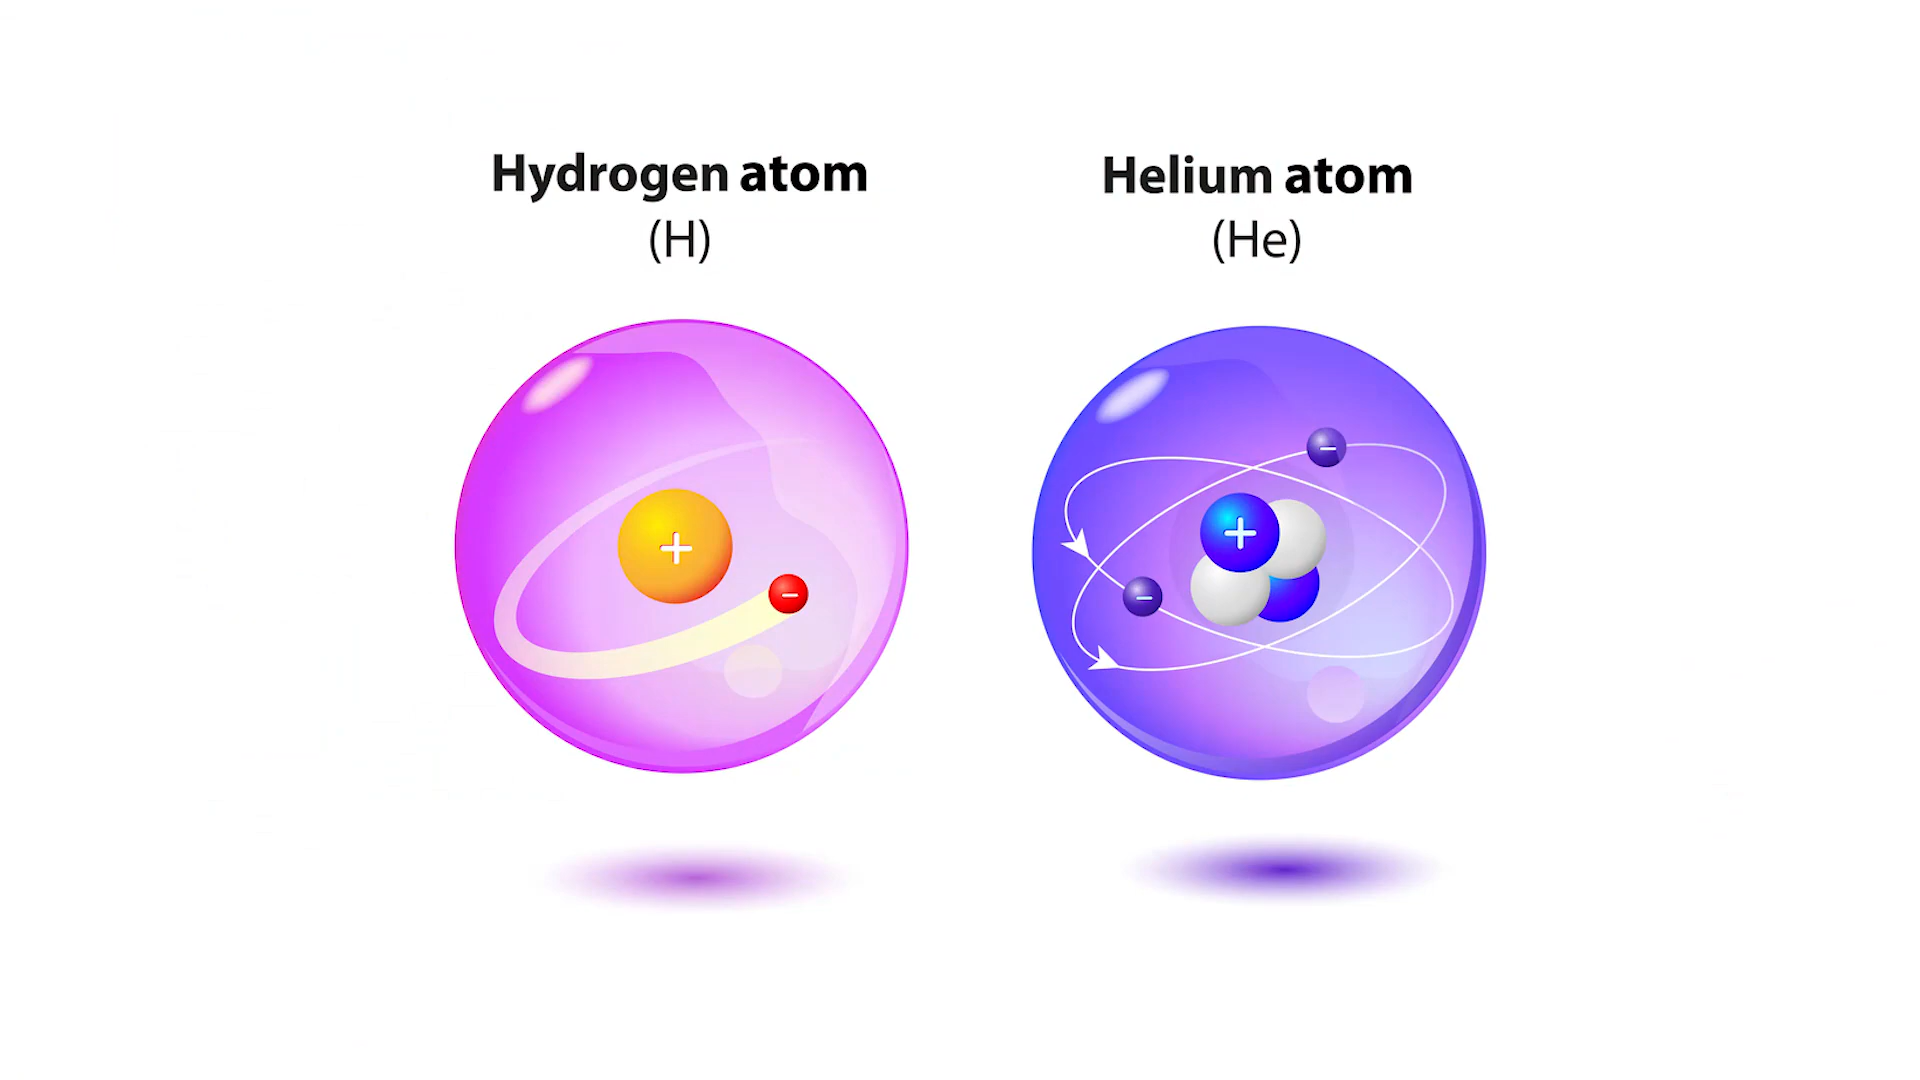 Hydrogen atom
(H)
Helium atom
(He)
+
−
−
+
−